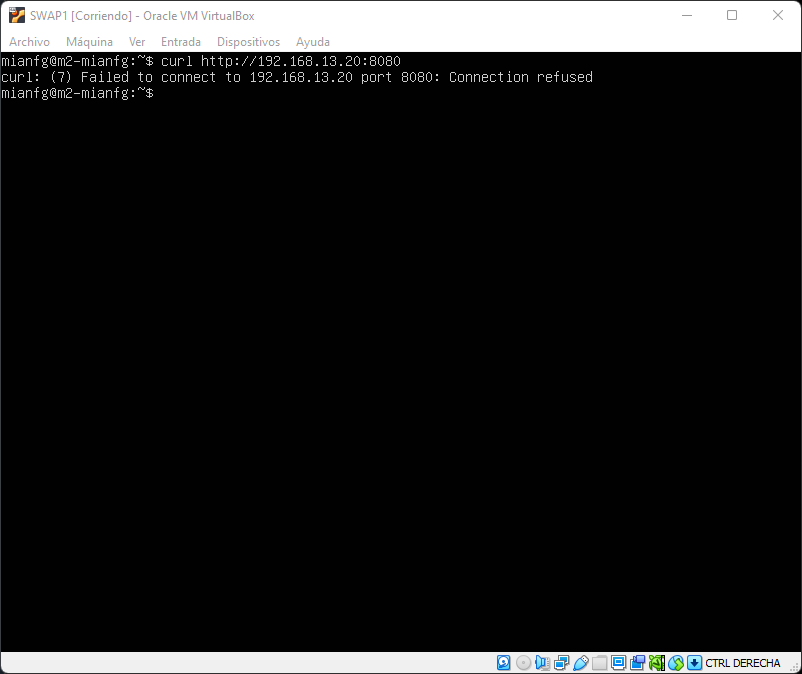 SWAP1 [Corriendo] - Oracle VM VirtualBox
Archivo Máquina Ver Entrada Dispositivos Ayuda
mianfg@m2-mianfg:~$ curl http://192.168.13.20:8080
curl: (7) Failed to connect to 192.168.13.20 port 8080: Connection refused
mianfg@m2-mianfg:~$
CTRL DERECHA